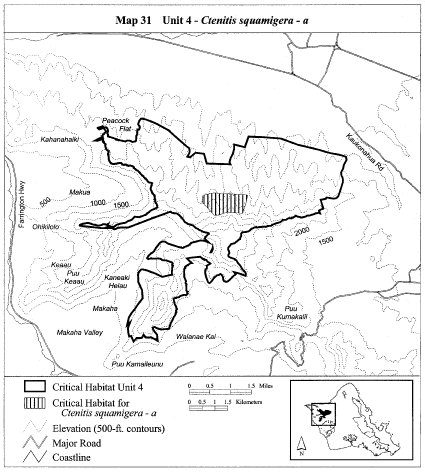 Map 31 Unit 4 - Ctenitis squamigera - a
Peacock
Flat
Kahanahaiki
Kaukonahua Rd
Farrington Hwy
Makua
500
1000
1500
Ohikilolo
2000
1500
Keaau
Puu
Keaau
Kaneaki
Heiau
Makaha
Puu
Kumakalii
Makaha Valley
Waianae Kai
Puu Kamaileunu
Critical Habitat Unit 4
Critical Habitat for
Ctenitis squamigera - a
Elevation (500-ft. contours)
Major Road
Coastline
0 0.5 1 1.5 Miles
0 0.5 1 1.5 Kilometers
N